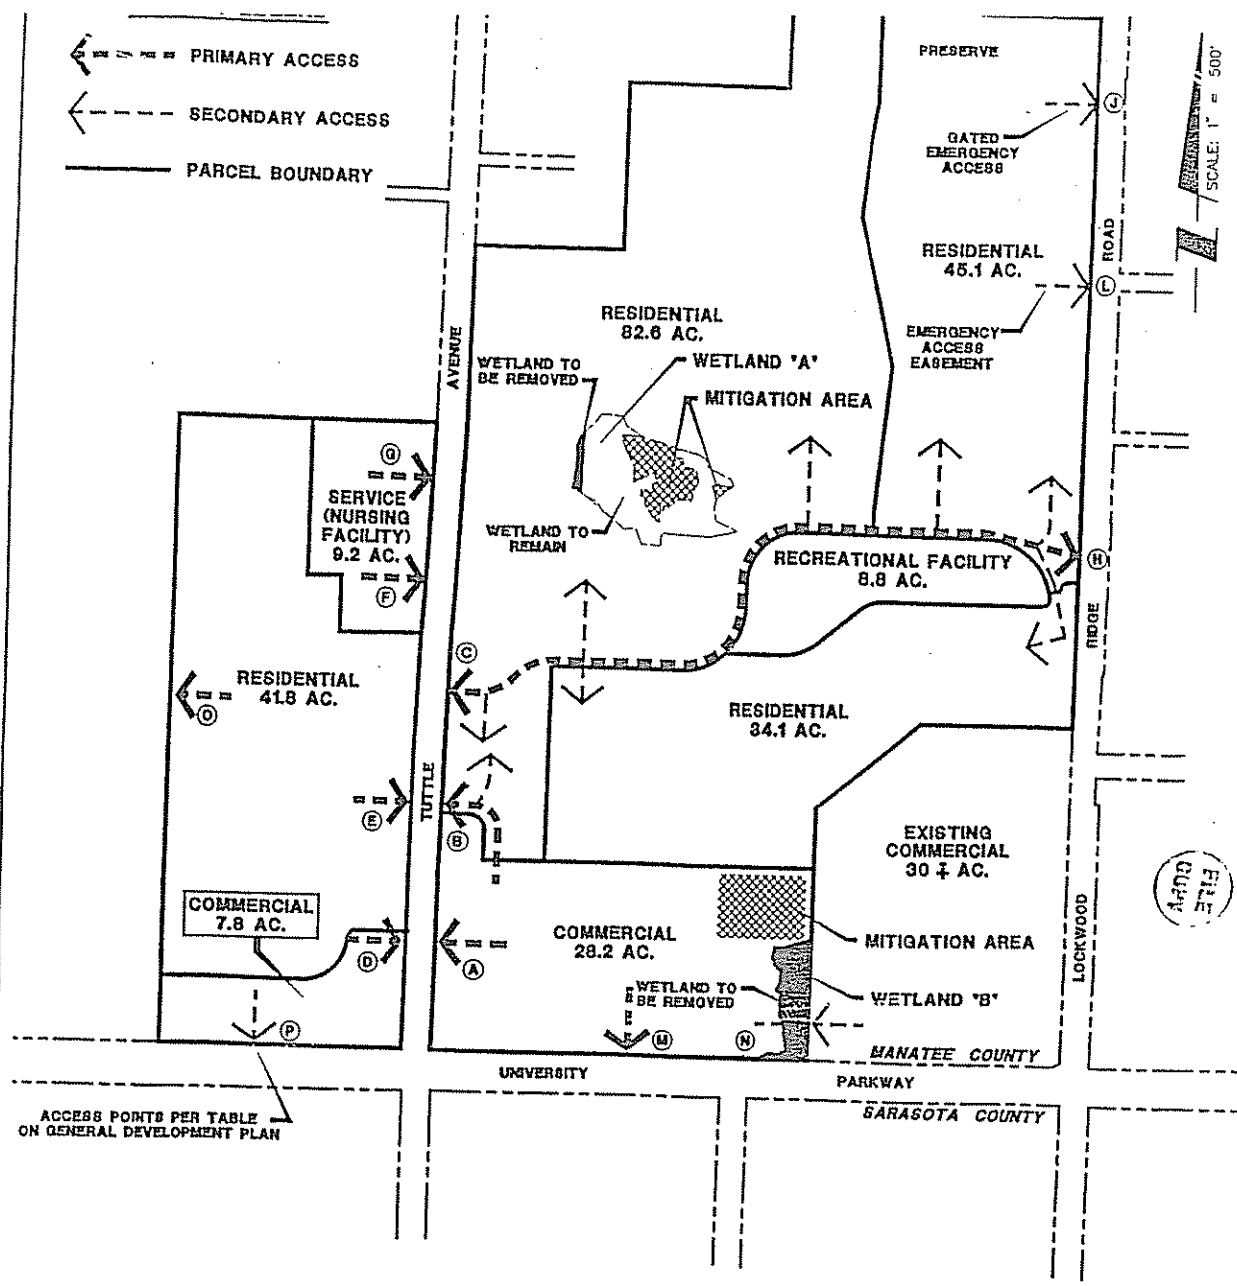 PRIMARY ACCESS
SECONDARY ACCESS
PARCEL BOUNDARY
PRESERVE
J
SCALE: 1" = 500'
GATED
EMERGENCY
ACCESS
ROAD
RESIDENTIAL
45.1 AC.
L
EMERGENCY
ACCESS
EASEMENT
RESIDENTIAL
82.6 AC.
AVENUE
WETLAND TO
BE REMOVED
WETLAND "A"
MITIGATION AREA
G
SERVICE
(NURSING
FACILITY)
9.2 AC.
F
WETLAND TO
REMAIN
RECREATIONAL FACILITY
8.8 AC.
H
RIDGE
C
RESIDENTIAL
41.8 AC.
O
RESIDENTIAL
34.1 AC.
TUTTLE
E
B
EXISTING
COMMERCIAL
30 ± AC.
FILE
COPY
COMMERCIAL
7.8 AC.
D
A
COMMERCIAL
28.2 AC.
MITIGATION AREA
LOCKWOOD
WETLAND TO
BE REMOVED
WETLAND "B"
P
M
N
MANATEE COUNTY
UNIVERSITY
PARKWAY
SARASOTA COUNTY
ACCESS POINTS PER TABLE
ON GENERAL DEVELOPMENT PLAN